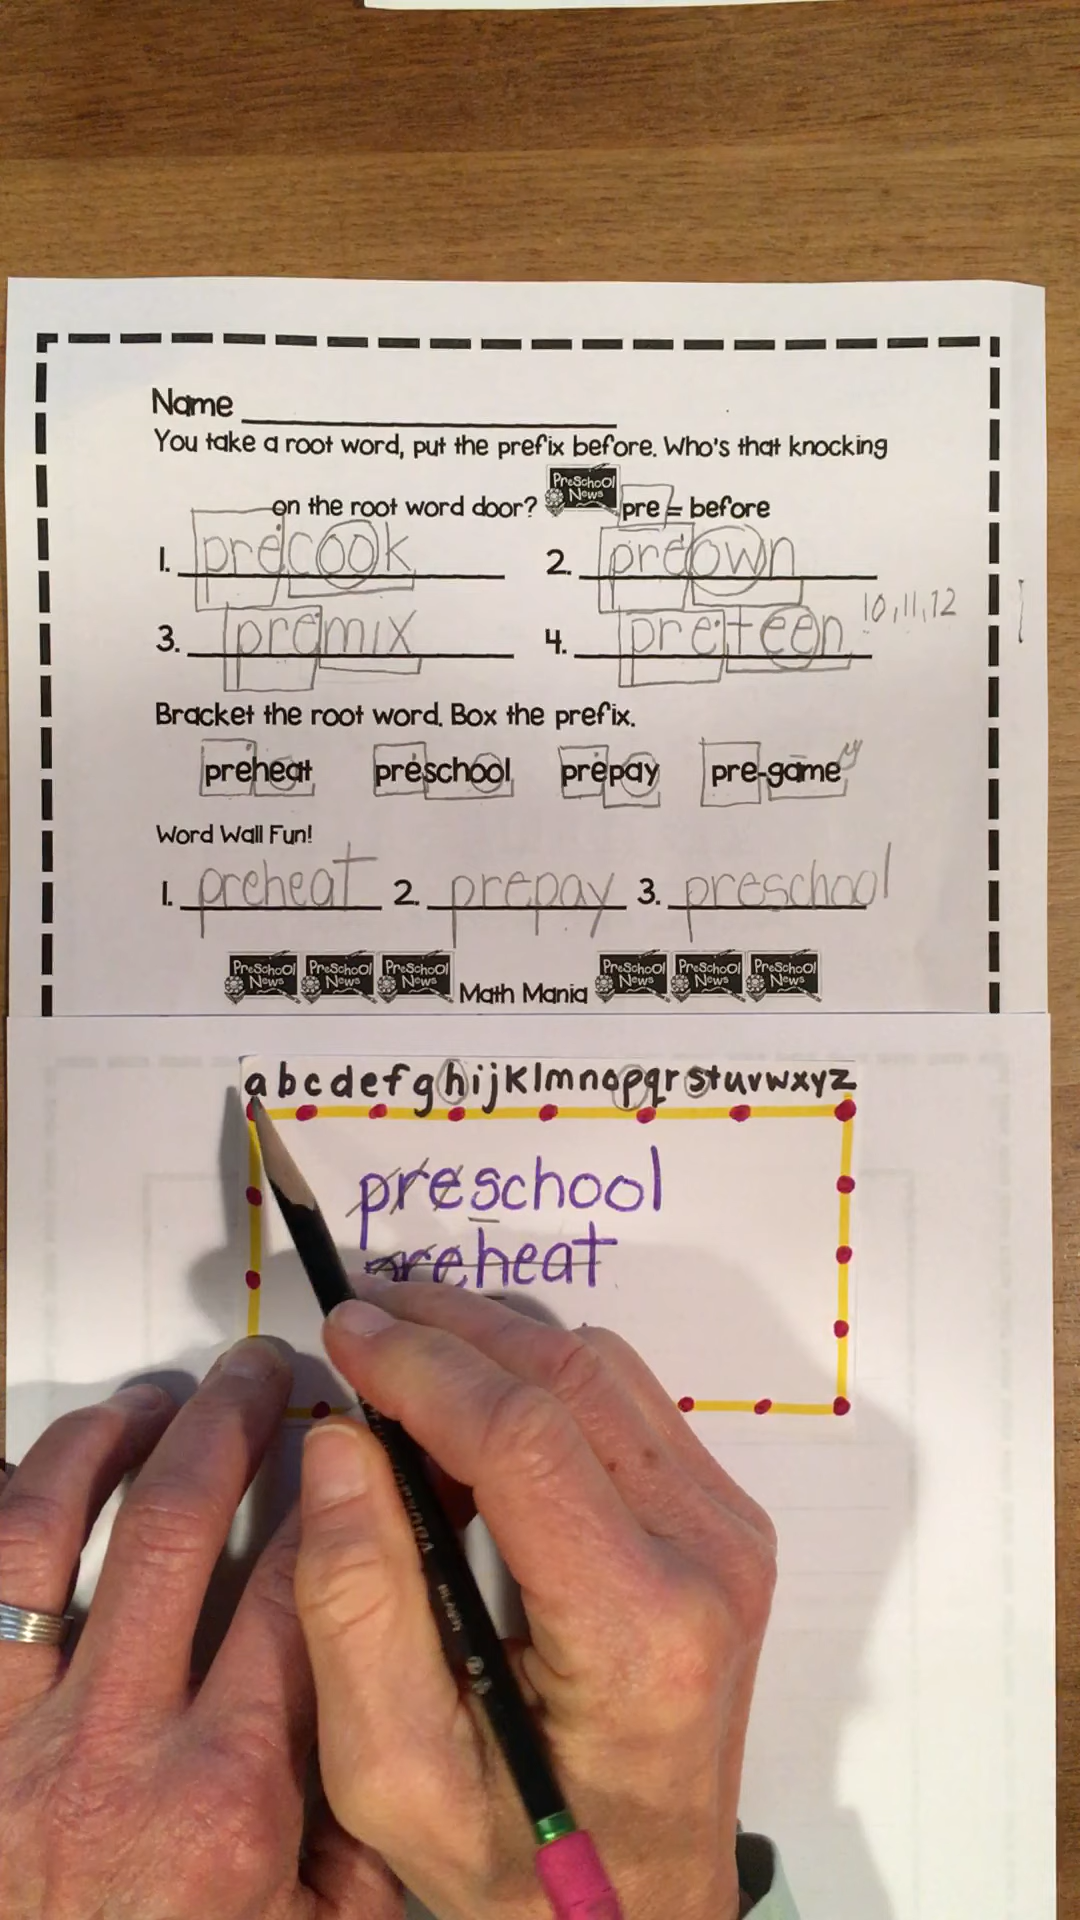 Name
You take a root word, put the prefix before. Who's that knocking
on the root word door? PreSchool News pre = before
1. precook 2. preown
10, 11, 12
3. premix 4. preteen
Bracket the root word. Box the prefix.
preheat preschool prepay pre-game
Word Wall Fun!
1. preheat 2. prepay 3. preschool
PreSchool News PreSchool News PreSchool News Math Mania PreSchool News PreSchool News PreSchool News
a b c d e f g h i j k l m n o p q r s t u v w x y z
preschool
preheat